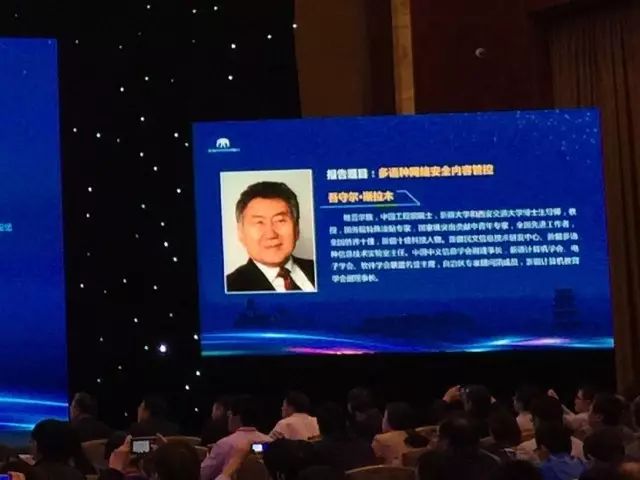 报告题目：多语种网络安全内容管控
吾守尔·斯拉木
维吾尔族，中国工程院院士，新疆大学和西安交通大学博士生导师，教
授，国务院特殊津贴专家，国家级突出贡献中青年专家，全国先进工作者，
全国侨界十杰，新疆十佳科技人物。新疆民文信息技术研发中心、新疆多语
种信息技术实验室主任。中国中文信息学会副理事长，新疆计算机学会、
电子学会、软件学会联盟名誉主席，自治区专家顾问团成员，新疆计算机教育
学会副理事长。